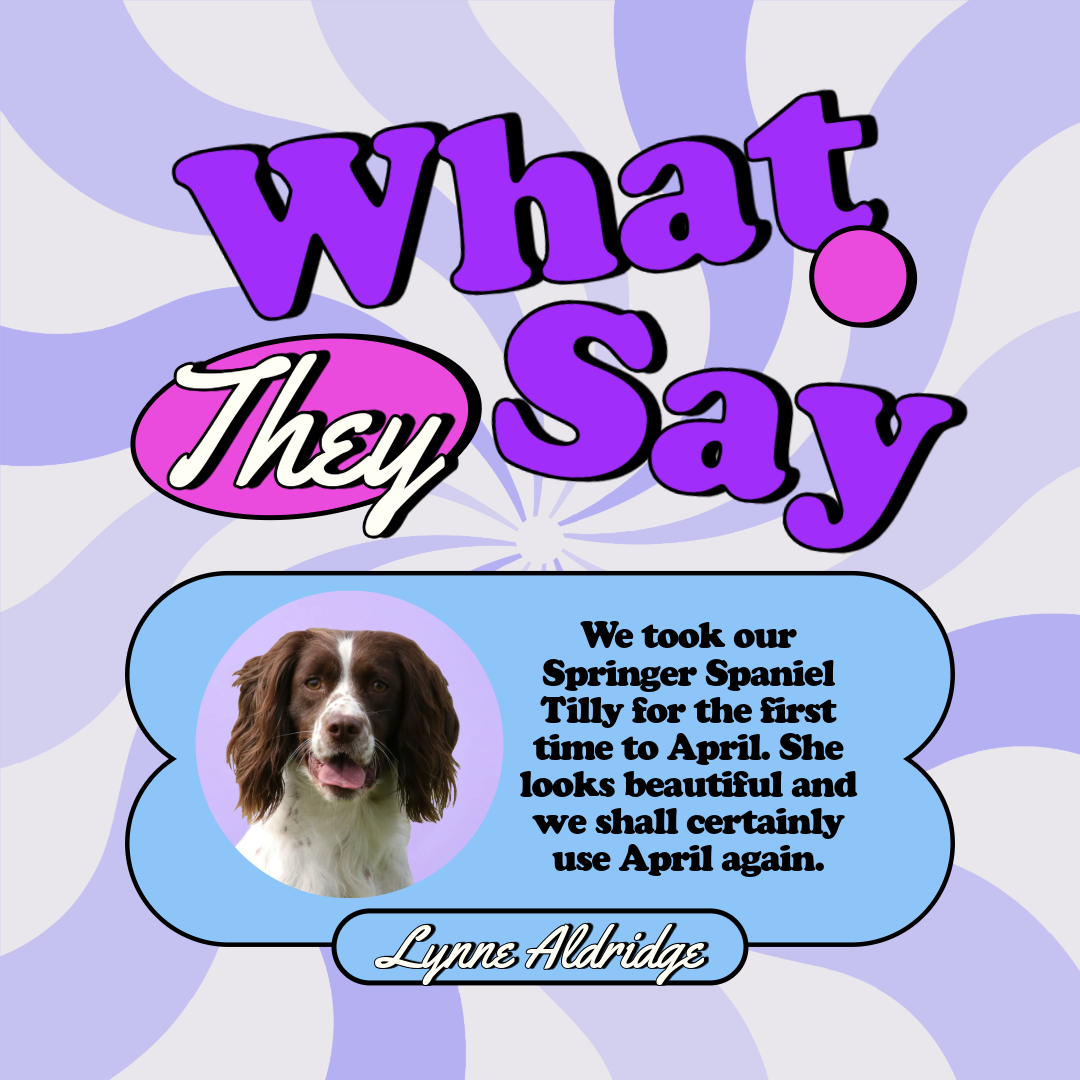 What
They Say
We took our
Springer Spaniel
Tilly for the first
time to April. She
looks beautiful and
we shall certainly
use April again.
Lynne Aldridge